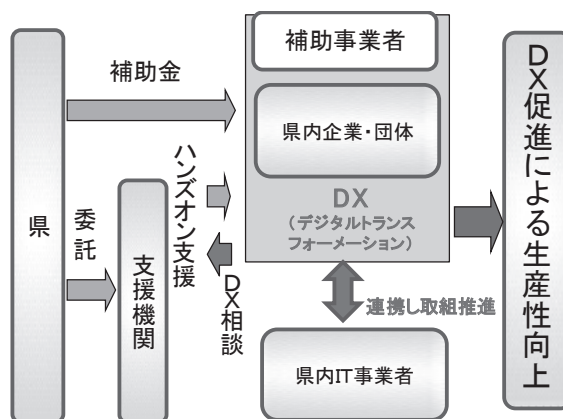 県
補助金
委託
支援機関
ハンズオン支援
DX相談
補助事業者
県内企業・団体
DX
(デジタルトランス
フォーメーション)
連携し取組推進
県内IT事業者
DX促進による生産性向上